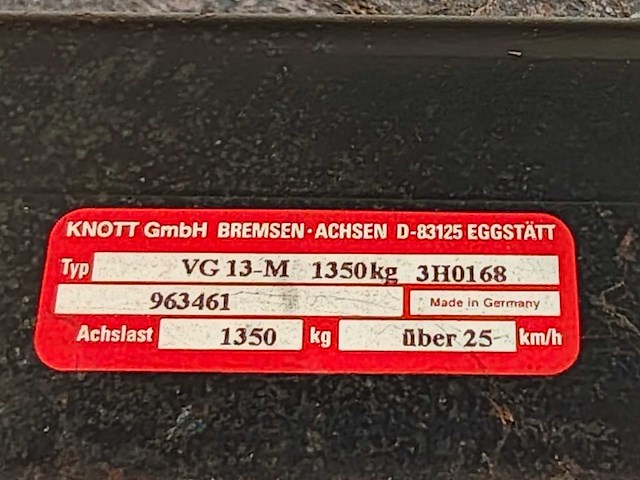 KNOTT GmbH BREMSEN·ACHSEN D-83125 EGGSTÄTT
Typ VG 13-M 1350kg 3H0168
963461 Made in Germany
Achslast 1350 kg über 25 km/h